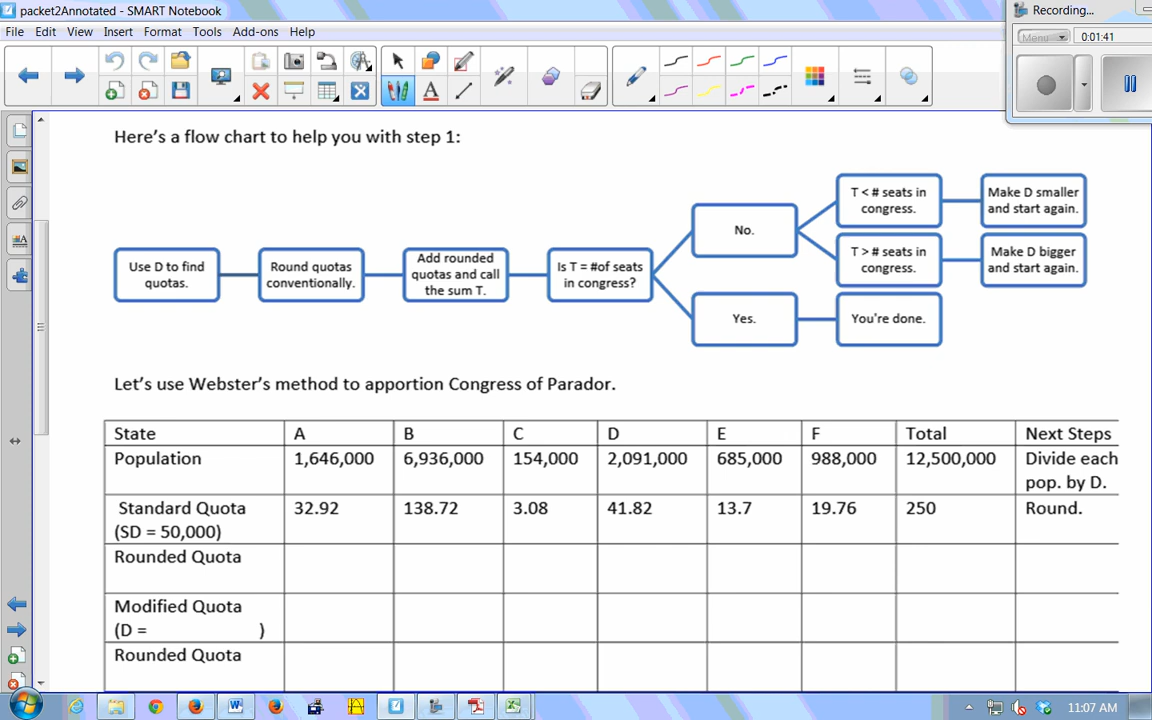 packet2Annotated - SMART Notebook
Recording...
File Edit View Insert Format Tools Add-ons Help
Menu
0:01:41
Here's a flow chart to help you with step 1:
Use D to find
quotas.
Round quotas
conventionally.
Add rounded
quotas and call
the sum T.
Is T = #of seats
in congress?
No.
Yes.
T < # seats in
congress.
T > # seats in
congress.
You're done.
Make D smaller
and start again.
Make D bigger
and start again.
Let's use Webster's method to apportion Congress of Parador.
State A B C D E F Total Next Steps
Population 1,646,000 6,936,000 154,000 2,091,000 685,000 988,000 12,500,000 Divide each
pop. by D.
Standard Quota 32.92 138.72 3.08 41.82 13.7 19.76 250 Round.
(SD = 50,000)
Rounded Quota
Modified Quota
(D = )
Rounded Quota
11:07 AM